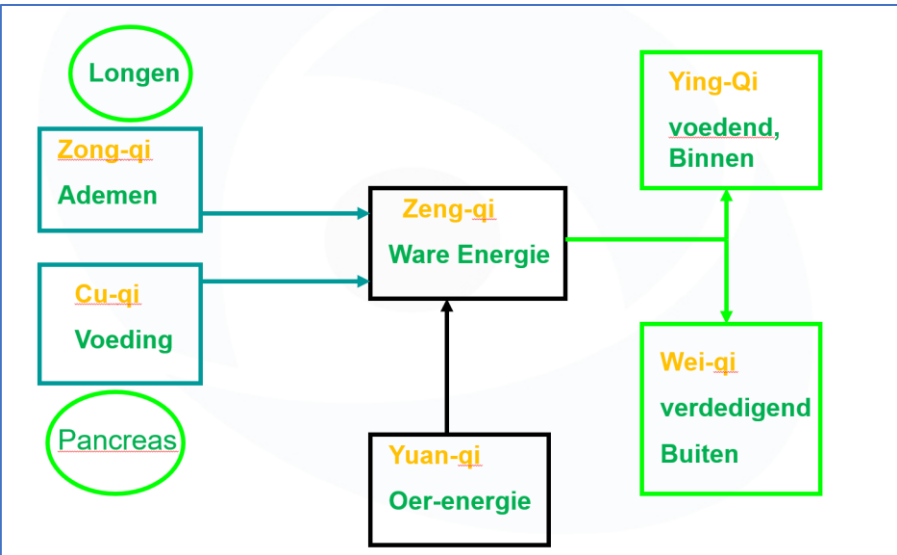 Longen
Zong-qi
Ademen
Cu-qi
Voeding
Pancreas
Zeng-qi
Ware Energie
Yuan-qi
Oer-energie
Ying-Qi
voedend,
Binnen
Wei-qi
verdedigend
Buiten